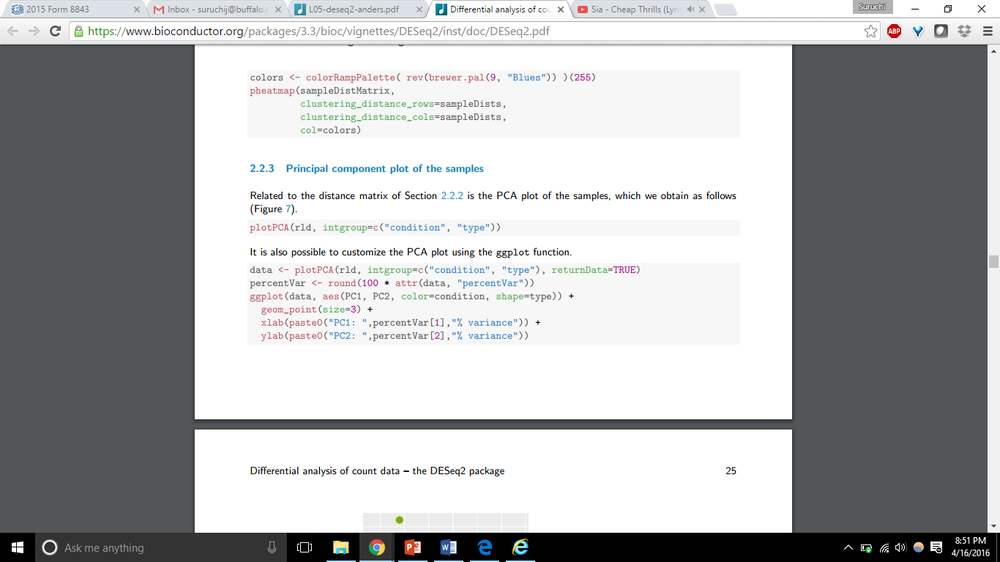 2015 Form 8843
Inbox - suruchij@buffalo.e
L05-deseq2-anders.pdf
Differential analysis of cou
Sia - Cheap Thrills (Lyri
Suruchi
https://www.bioconductor.org/packages/3.3/bioc/vignettes/DESeq2/inst/doc/DESeq2.pdf
ABP
colors <- colorRampPalette( rev(brewer.pal(9, "Blues")) )(255)
pheatmap(sampleDistMatrix,
         clustering_distance_rows=sampleDists,
         clustering_distance_cols=sampleDists,
         col=colors)
2.2.3 Principal component plot of the samples
Related to the distance matrix of Section 2.2.2 is the PCA plot of the samples, which we obtain as follows
(Figure 7).
plotPCA(rld, intgroup=c("condition", "type"))
It is also possible to customize the PCA plot using the ggplot function.
data <- plotPCA(rld, intgroup=c("condition", "type"), returnData=TRUE)
percentVar <- round(100 * attr(data, "percentVar"))
ggplot(data, aes(PC1, PC2, color=condition, shape=type)) +
  geom_point(size=3) +
  xlab(paste0("PC1: ",percentVar[1],"% variance")) +
  ylab(paste0("PC2: ",percentVar[2],"% variance"))
Differential analysis of count data – the DESeq2 package 25
Ask me anything
8:51 PM
4/16/2016